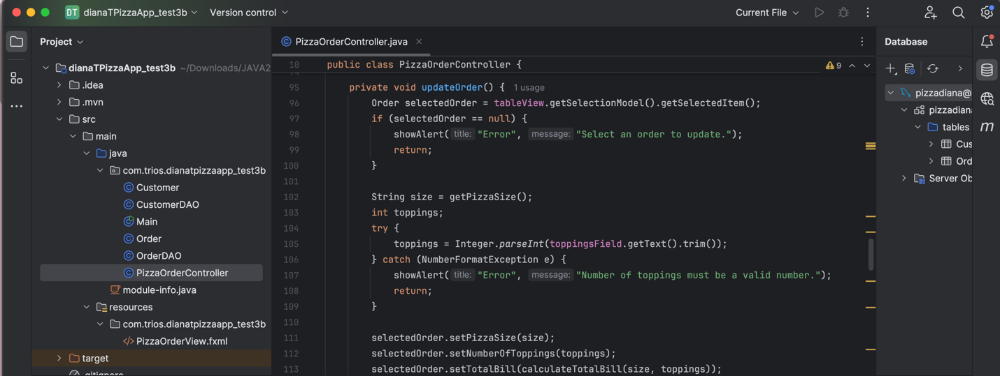 DT dianaTPizzaApp_test3b Version control Current File
Project
PizzaOrderController.java
Database
dianaTPizzaApp_test3b ~/Downloads/JAVA2
.idea
.mvn
src
main
java
com.trios.dianatpizzaapp_test3b
Customer
CustomerDAO
Main
Order
OrderDAO
PizzaOrderController
module-info.java
resources
com.trios.dianatpizzaapp_test3b
PizzaOrderView.fxml
target
.gitignore
10 public class PizzaOrderController { 9
95 private void updateOrder() { 1 usage
96 Order selectedOrder = tableView.getSelectionModel().getSelectedItem();
97 if (selectedOrder == null) {
98 showAlert( title: "Error", message: "Select an order to update.");
99 return;
100 }
101
102 String size = getPizzaSize();
103 int toppings;
104 try {
105 toppings = Integer.parseInt(toppingsField.getText().trim());
106 } catch (NumberFormatException e) {
107 showAlert( title: "Error", message: "Number of toppings must be a valid number.");
108 return;
109 }
110
111 selectedOrder.setPizzaSize(size);
112 selectedOrder.setNumberOfToppings(toppings);
113 selectedOrder.setTotalBill(calculateTotalBill(size, toppings));
pizzadiana@
pizzadiana
tables
Cus
Ord
Server Ob
m